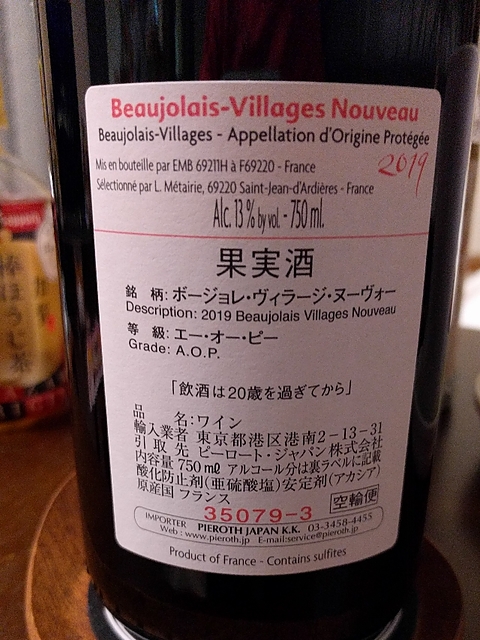 Beaujolais-Villages Nouveau
Beaujolais-Villages - Appellation d'Origine Protégée
2019
Mis en bouteille par EMB 69211H à F69220 - France
Sélectionné par L. Métairie, 69220 Saint-Jean-d'Ardières - France
Alc. 13 % by vol. - 750 ml.
果実酒
銘 柄: ボージョレ・ヴィラージ・ヌーヴォー
Description: 2019 Beaujolais Villages Nouveau
等 級: エー・オー・ピー
Grade: A.O.P.
「飲酒は20歳を過ぎてから」
品 名:ワイン
輸入業者 東京都港区港南2-13-31
引 取 先 ピーロート・ジャパン株式会社
内容量 750 mℓ アルコール分は裏ラベルに記載
酸化防止剤(亜硫酸塩)安定剤(アカシア)
原産国 フランス
空輸便
35079-3
IMPORTER PIEROTH JAPAN K.K. 03-3458-4455
Web : www.pieroth.jp E-mail:service@pieroth.jp
Product of France - Contains sulfites
ほうじ茶